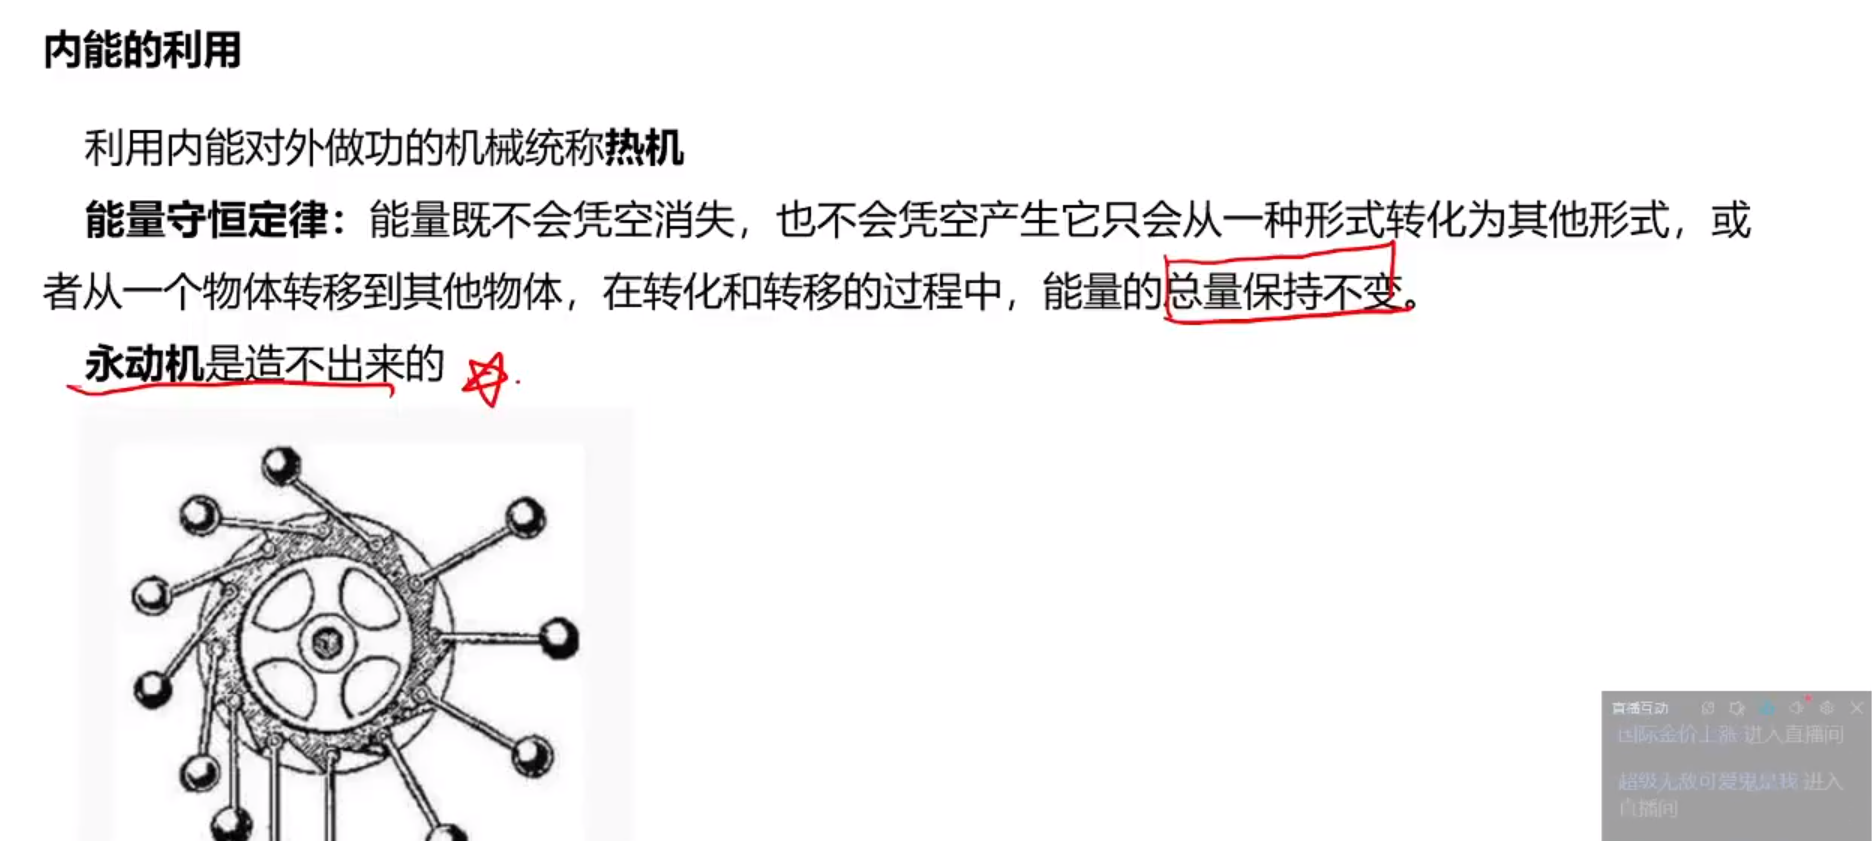 内能的利用
利用内能对外做功的机械统称热机
能量守恒定律：能量既不会凭空消失，也不会凭空产生它只会从一种形式转化为其他形式，或
者从一个物体转移到其他物体，在转化和转移的过程中，能量的总量保持不变。
永动机是造不出来的
直播互动
国际金价上涨 进入直播间
超级无敌可爱鬼是我 进入
直播间